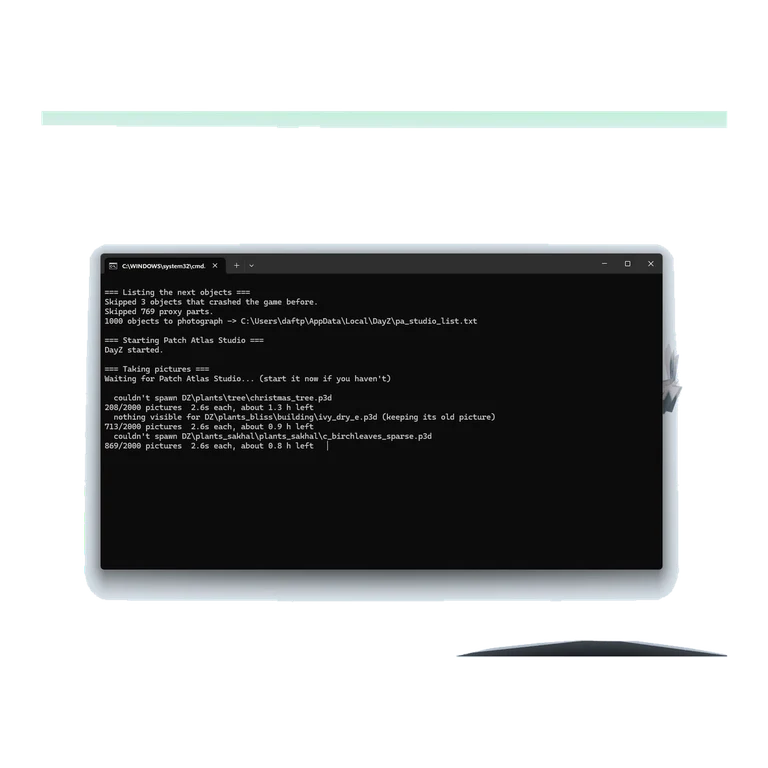 C:\WINDOWS\system32\cmd.
=== Listing the next objects ===
Skipped 3 objects that crashed the game before.
Skipped 769 proxy parts.
1000 objects to photograph -> C:\Users\daftp\AppData\Local\DayZ\pa_studio_list.txt
=== Starting Patch Atlas Studio ===
DayZ started.
=== Taking pictures ===
Waiting for Patch Atlas Studio... (start it now if you haven't)
couldn't spawn DZ\plants\tree\christmas_tree.p3d
208/2000 pictures  2.6s each, about 1.3 h left
nothing visible for DZ\plants_bliss\building\ivy_dry_e.p3d (keeping its old picture)
713/2000 pictures  2.6s each, about 0.9 h left
couldn't spawn DZ\plants_sakhal\plants_sakhal\c_birchleaves_sparse.p3d
869/2000 pictures  2.6s each, about 0.8 h left